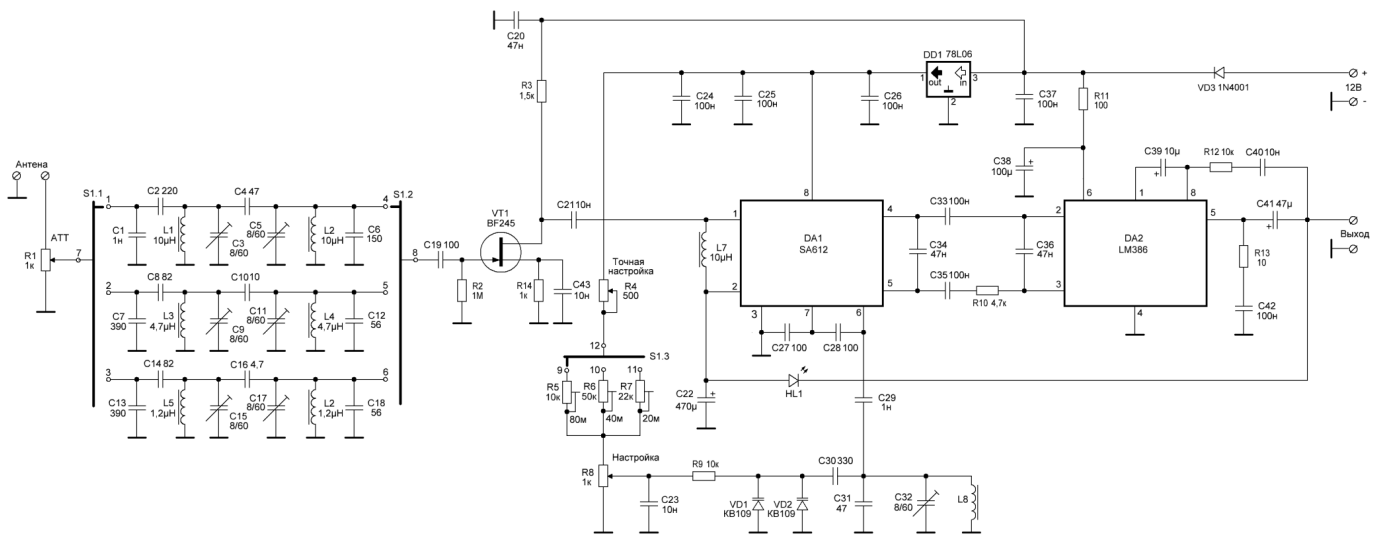 C20
47н
DD1 78L06
1
out
in
3
2
R3
1,5к
C24
100н
C25
100н
C26
100н
C37
100н
R11
100
VD3 1N4001
+
12В
-
Антена
C38
100µ
+
C39 10µ
+
R12 10к
C40 10н
S1.1
1
C2 220
C4 47
4
S1.2
C1
1н
L1
10µH
C3
8/60
C5
8/60
L2
10µH
C6
150
ATT
R1
1к
7
VT1
BF245
C21 10н
8
1
4
C33 100н
2
6
1
8
5
C41 47µ
+
Выход
DA1
SA612
DA2
LM386
L7
10µH
C34
47н
C36
47н
R13
10
8
C19 100
R2
1М
R14
1к
C43
10н
Точная
настройка
R4
500
2
5
C35 100н
R10 4,7к
3
C42
100н
2
C8 82
C10 10
5
C7
390
L3
4,7µH
C9
8/60
C11
8/60
L4
4,7µH
C12
56
3
7
6
4
C27 100
C28 100
12
S1.3
3
C14 82
C16 4,7
6
C13
390
L5
1,2µH
C15
8/60
C17
8/60
L2
1,2µH
C18
56
9
10
11
R5
10к
R6
50к
R7
22к
80м
40м
20м
C22
470µ
+
HL1
C29
1н
R8
1к
Настройка
R9 10к
C30 330
C23
10н
VD1
КВ109
VD2
КВ109
C31
47
C32
8/60
L8